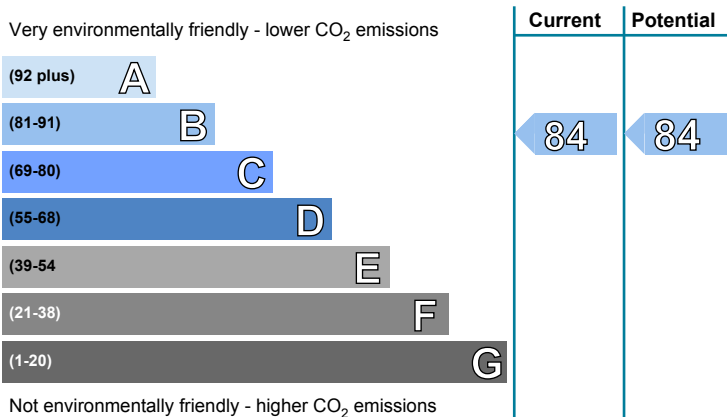 Very environmentally friendly - lower CO₂ emissions
Current
Potential
(92 plus) A
(81-91) B
84
84
(69-80) C
(55-68) D
(39-54 E
(21-38) F
(1-20) G
Not environmentally friendly - higher CO₂ emissions